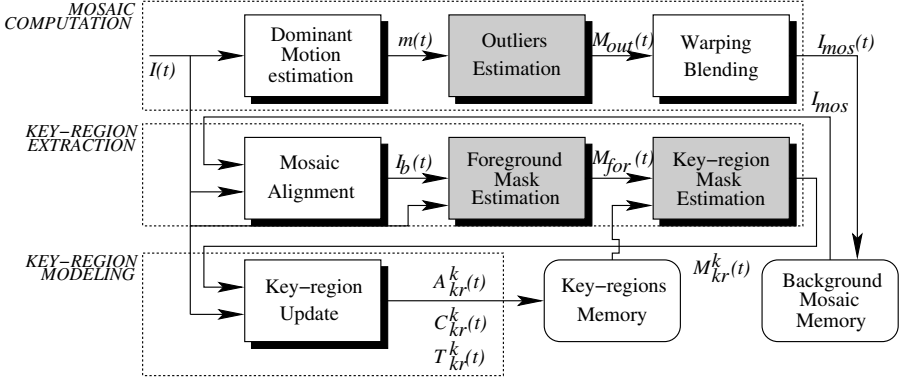 MOSAIC
COMPUTATION
I(t)
Dominant
Motion
estimation
m(t)
Outliers
Estimation
M_out(t)
Warping
Blending
I_mos(t)
I_mos
KEY-REGION
EXTRACTION
Mosaic
Alignment
I_b(t)
Foreground
Mask
Estimation
M_for(t)
Key-region
Mask
Estimation
KEY-REGION
MODELING
Key-region
Update
A^k_kr(t)
C^k_kr(t)
T^k_kr(t)
Key-regions
Memory
M^k_kr(t)
Background
Mosaic
Memory